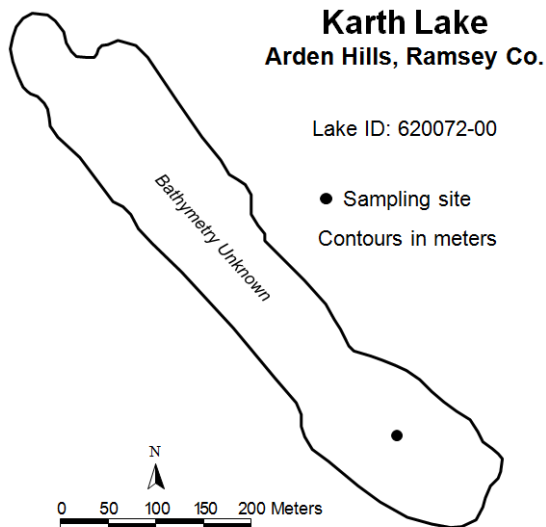 Karth Lake
Arden Hills, Ramsey Co.
Lake ID: 620072-00
Sampling site
Contours in meters
Bathymetry Unknown
N
0 50 100 150 200 Meters